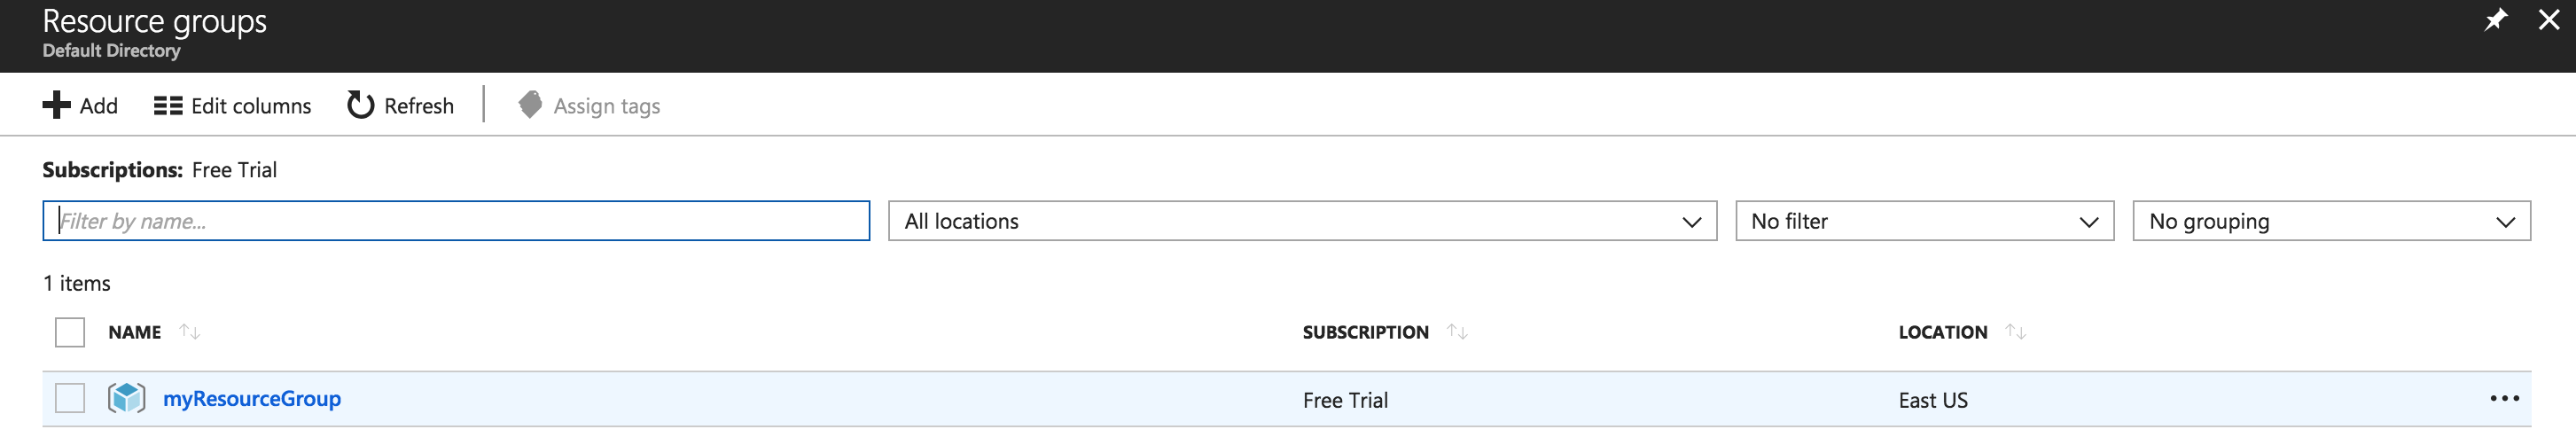 Resource groups
Default Directory
Add Edit columns Refresh Assign tags
Subscriptions: Free Trial
Filter by name... All locations No filter No grouping
1 items
NAME SUBSCRIPTION LOCATION
myResourceGroup Free Trial East US